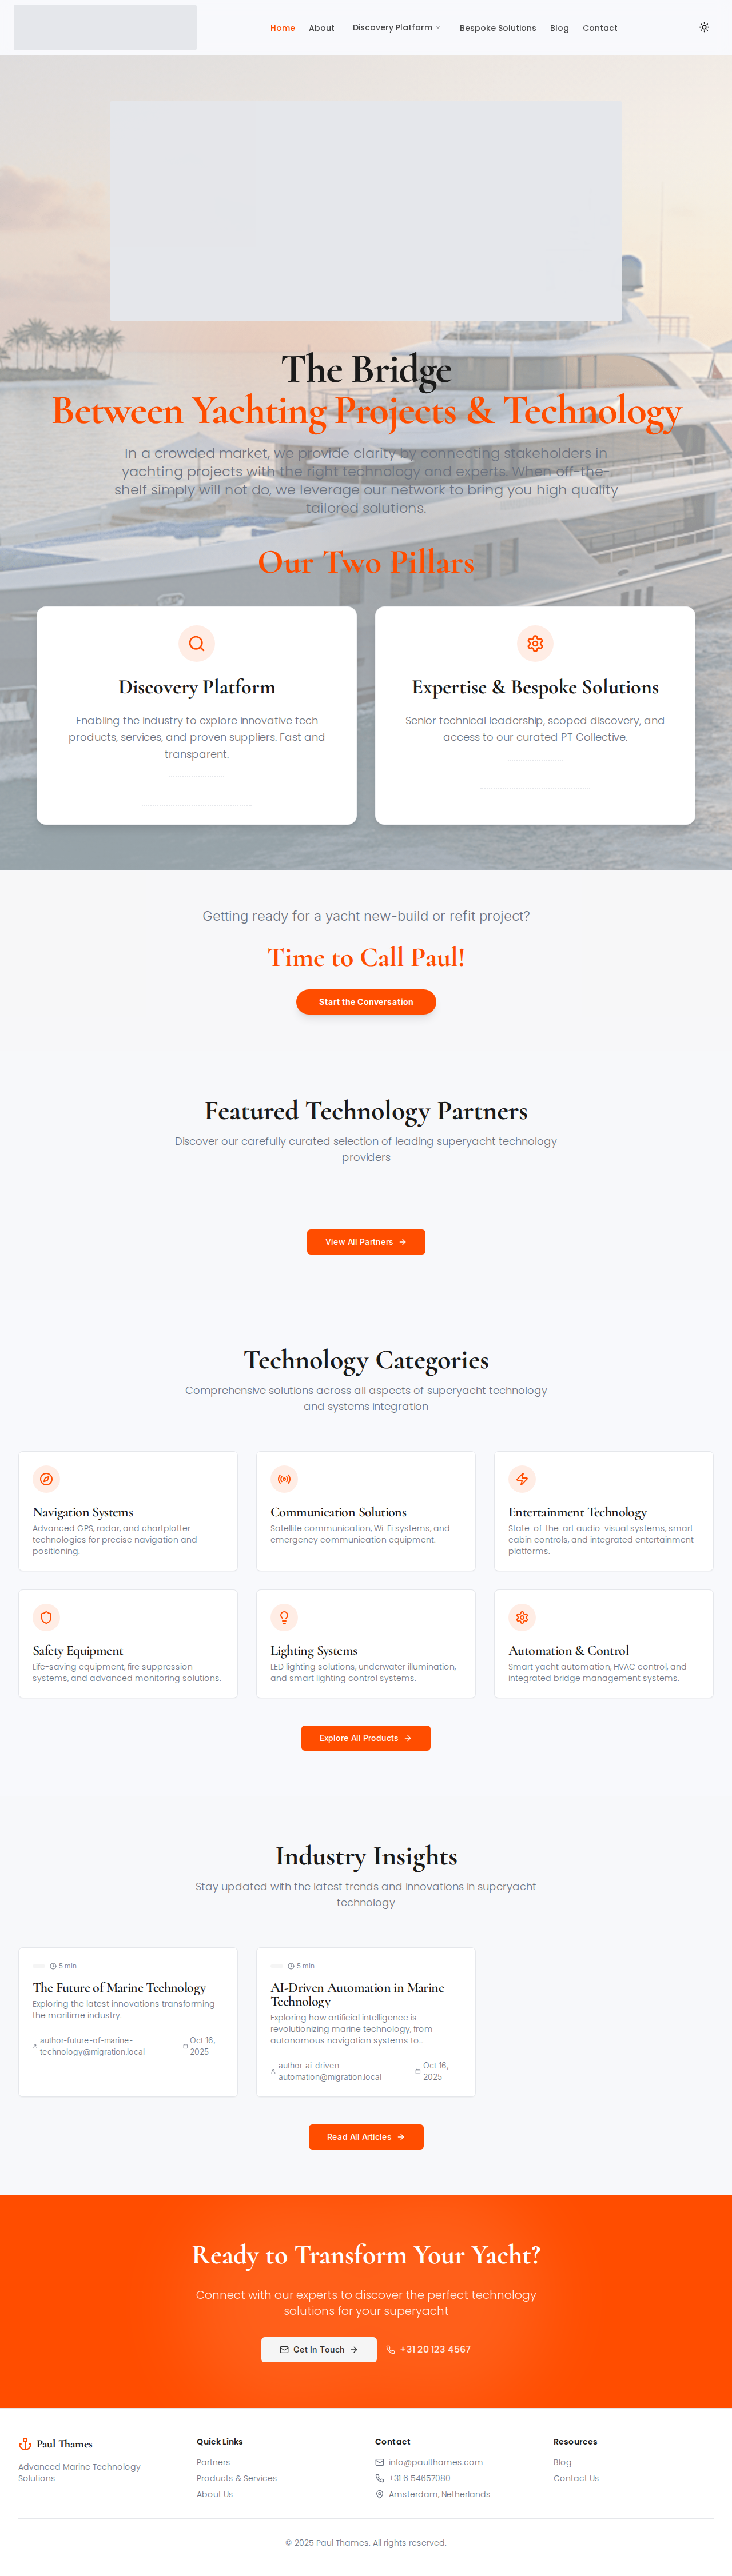 Home About Discovery Platform Bespoke Solutions Blog Contact
The Bridge
Between Yachting Projects & Technology
In a crowded market, we provide clarity by connecting stakeholders in
yachting projects with the right technology and experts. When off-the-
shelf simply will not do, we leverage our network to bring you high quality
tailored solutions.
Our Two Pillars
Discovery Platform
Enabling the industry to explore innovative tech
products, services, and proven suppliers. Fast and
transparent.
Expertise & Bespoke Solutions
Senior technical leadership, scoped discovery, and
access to our curated PT Collective.
Getting ready for a yacht new-build or refit project?
Time to Call Paul!
Start the Conversation
Featured Technology Partners
Discover our carefully curated selection of leading superyacht technology
providers
View All Partners
Technology Categories
Comprehensive solutions across all aspects of superyacht technology
and systems integration
Navigation Systems
Advanced GPS, radar, and chartplotter
technologies for precise navigation and
positioning.
Communication Solutions
Satellite communication, Wi-Fi systems, and
emergency communication equipment.
Entertainment Technology
State-of-the-art audio-visual systems, smart
cabin controls, and integrated entertainment
platforms.
Safety Equipment
Life-saving equipment, fire suppression
systems, and advanced monitoring solutions.
Lighting Systems
LED lighting solutions, underwater illumination,
and smart lighting control systems.
Automation & Control
Smart yacht automation, HVAC control, and
integrated bridge management systems.
Explore All Products
Industry Insights
Stay updated with the latest trends and innovations in superyacht
technology
5 min
The Future of Marine Technology
Exploring the latest innovations transforming
the maritime industry.
author-future-of-marine-
technology@migration.local
Oct 16,
2025
5 min
AI-Driven Automation in Marine
Technology
Exploring how artificial intelligence is
revolutionizing marine technology, from
autonomous navigation systems to...
author-ai-driven-
automation@migration.local
Oct 16,
2025
Read All Articles
Ready to Transform Your Yacht?
Connect with our experts to discover the perfect technology
solutions for your superyacht
Get In Touch
+31 20 123 4567
Paul Thames
Advanced Marine Technology
Solutions
Quick Links
Partners
Products & Services
About Us
Contact
info@paulthames.com
+31 6 54657080
Amsterdam, Netherlands
Resources
Blog
Contact Us
© 2025 Paul Thames. All rights reserved.